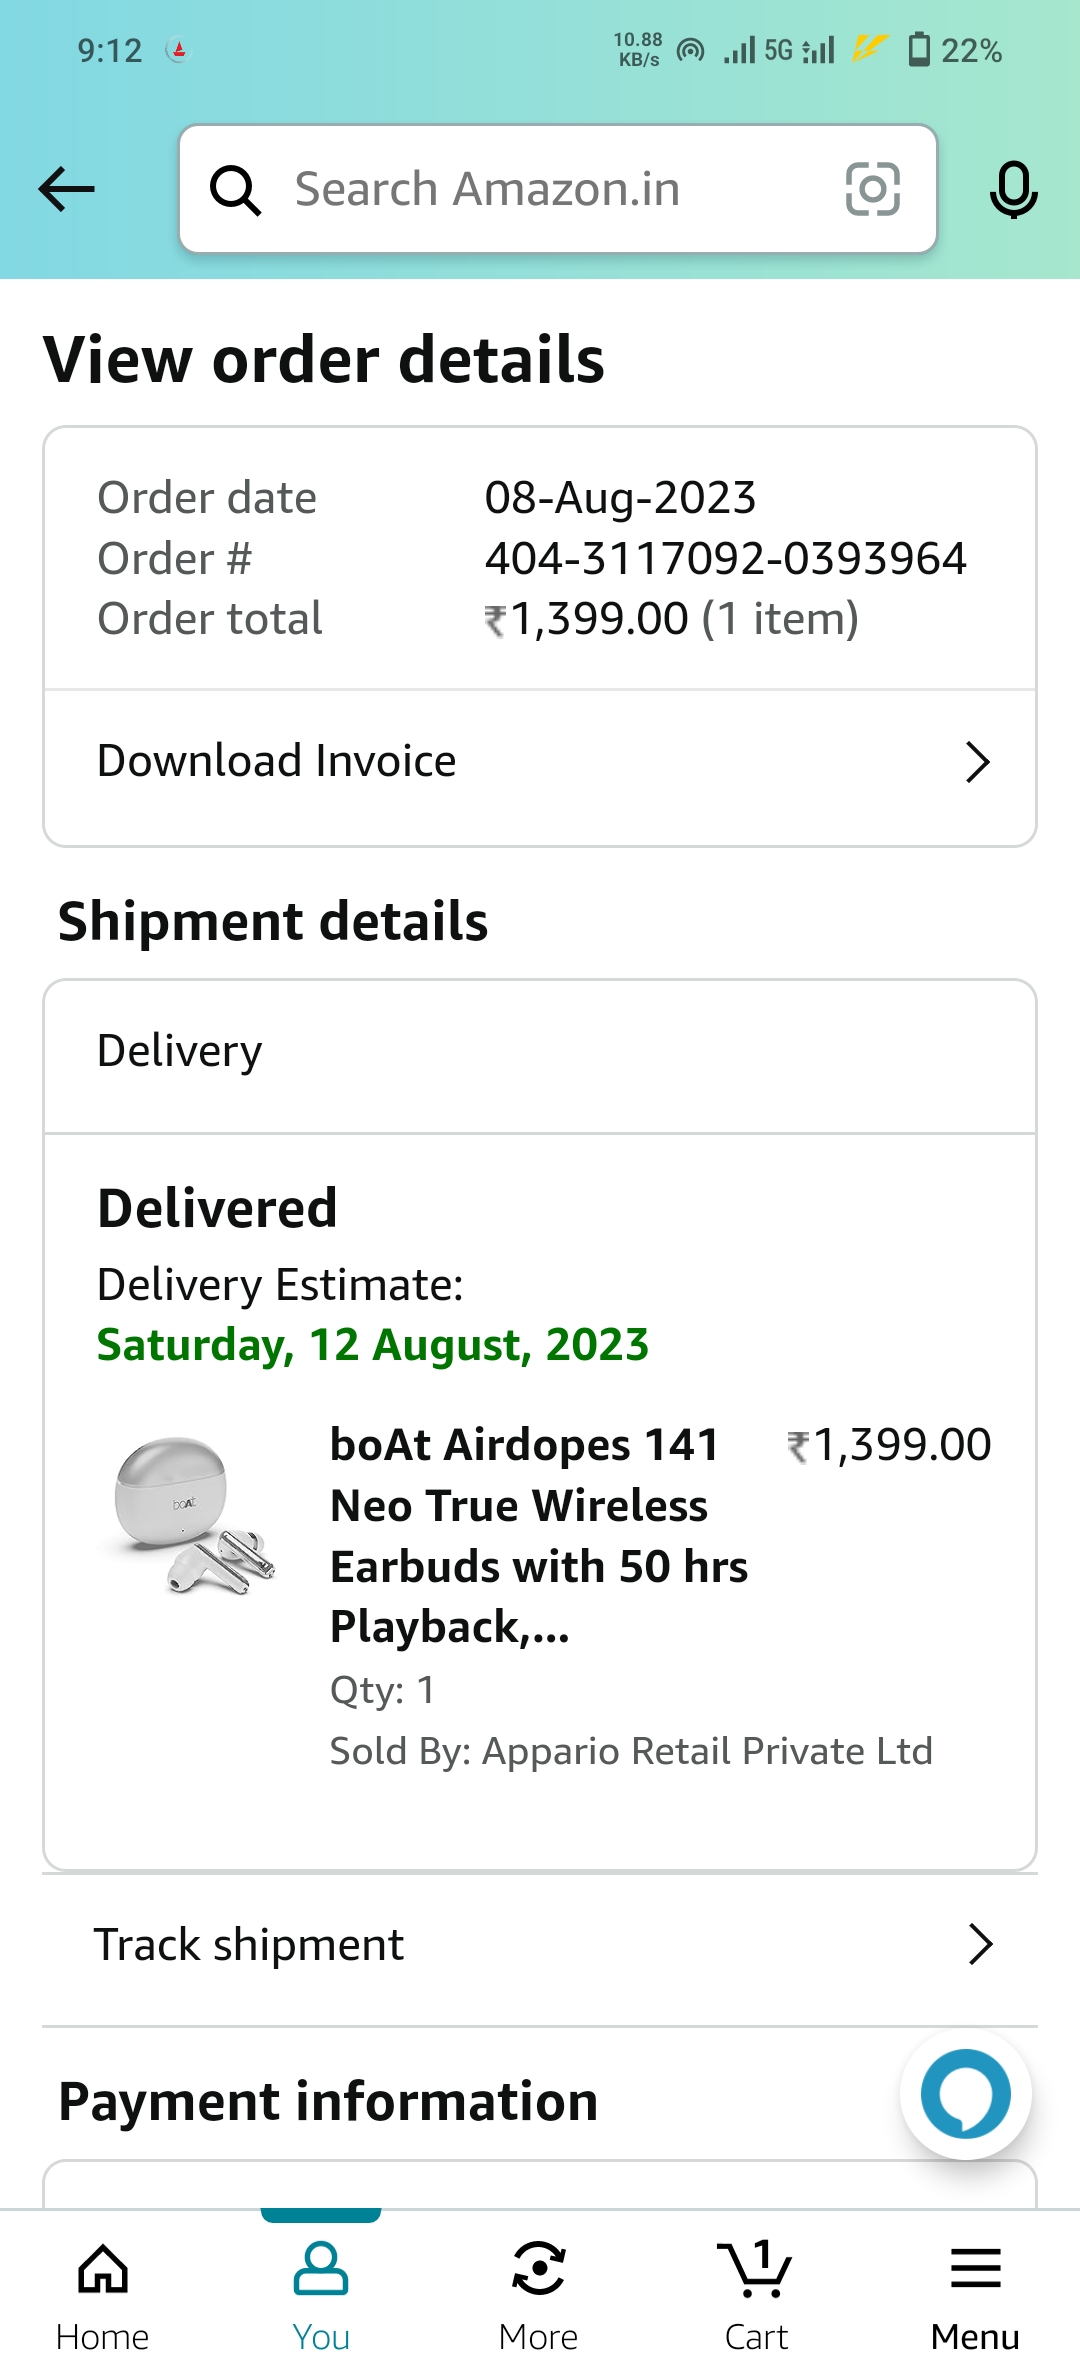 9:12 10.88 KB/s 5G 22%
Search Amazon.in
View order details
Order date 08-Aug-2023
Order # 404-3117092-0393964
Order total ₹1,399.00 (1 item)
Download Invoice
Shipment details
Delivery
Delivered
Delivery Estimate:
Saturday, 12 August, 2023
boAt
boAt Airdopes 141 ₹1,399.00
Neo True Wireless
Earbuds with 50 hrs
Playback,...
Qty: 1
Sold By: Appario Retail Private Ltd
Track shipment
Payment information
1
Home You More Cart Menu